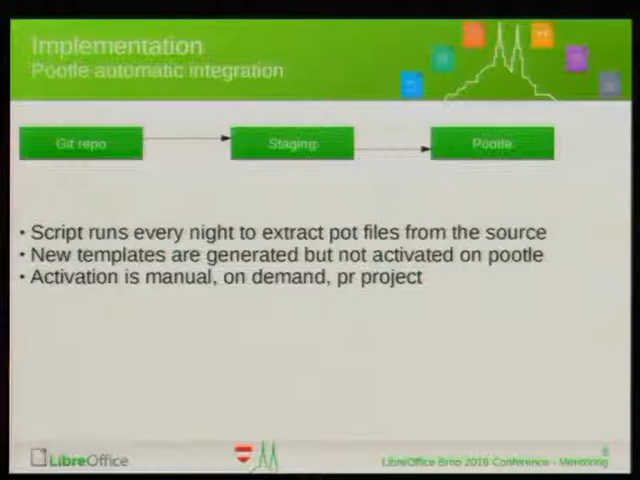 Implementation
Pootle automatic integration
Git repo
Staging
Pootle
• Script runs every night to extract pot files from the source
• New templates are generated but not activated on pootle
• Activation is manual, on demand, pr project
LibreOffice
LibreOffice Brno 2016 Conference - Mentoring